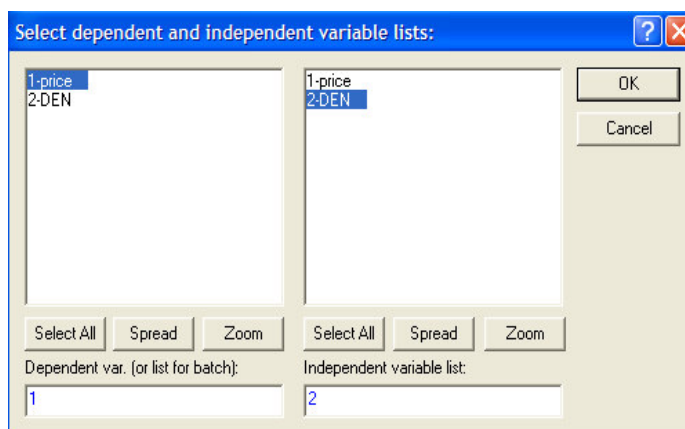 Select dependent and independent variable lists:
1-price
2-DEN
1-price
2-DEN
OK
Cancel
Select All Spread Zoom
Select All Spread Zoom
Dependent var. (or list for batch):
Independent variable list:
1
2